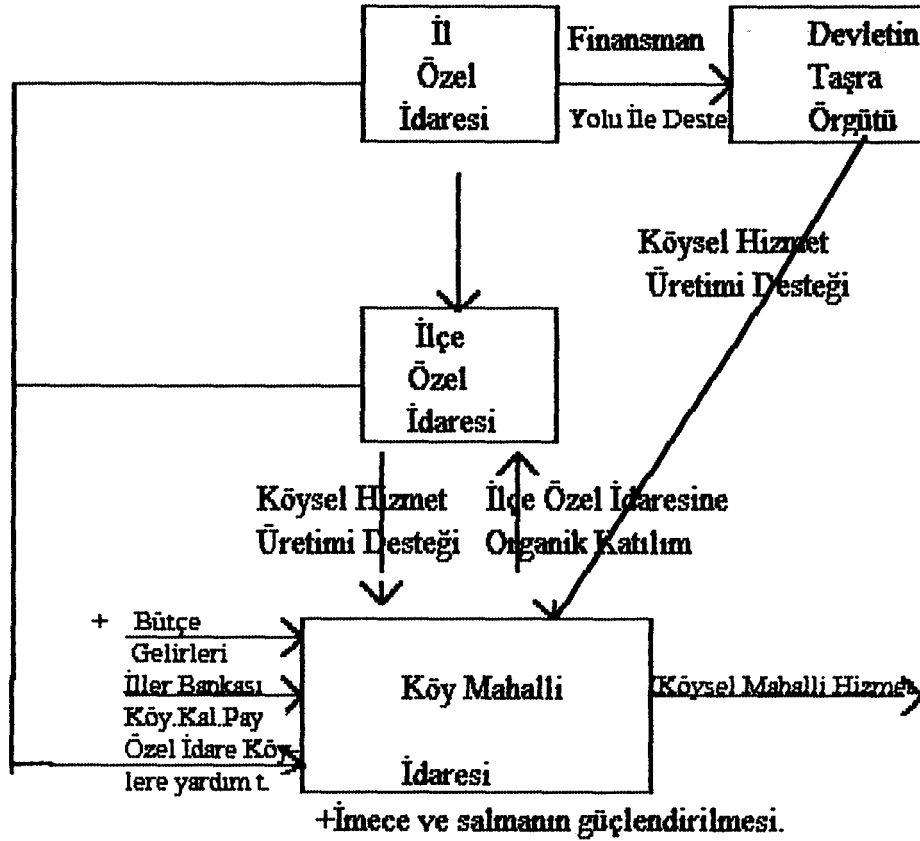 İl
Özel
İdaresi
Finansman
Yolu İle Deste
Devletin
Taşra
Örgütü
Köysel Hizmet
Üretimi Desteği
İlçe
Özel
İdaresi
Köysel Hizmet
Üretimi Desteği
İlçe Özel İdaresine
Organik Katılım
+ Bütçe
Gelirleri
İller Bankası
Köy.Kal.Pay
Özel İdare Köy-
lere yardım t.
Köy Mahalli
İdaresi
Köysel Mahalli Hizmet
+İmece ve salmanın güçlendirilmesi.